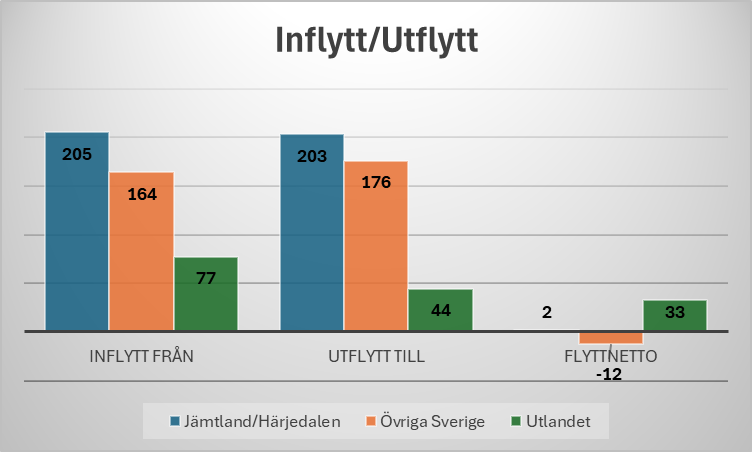 Inflytt/Utflytt
205
164
77
203
176
44
2
-12
33
INFLYTT FRÅN
UTFLYTT TILL
FLYTTNETTO
Jämtland/Härjedalen
Övriga Sverige
Utlandet